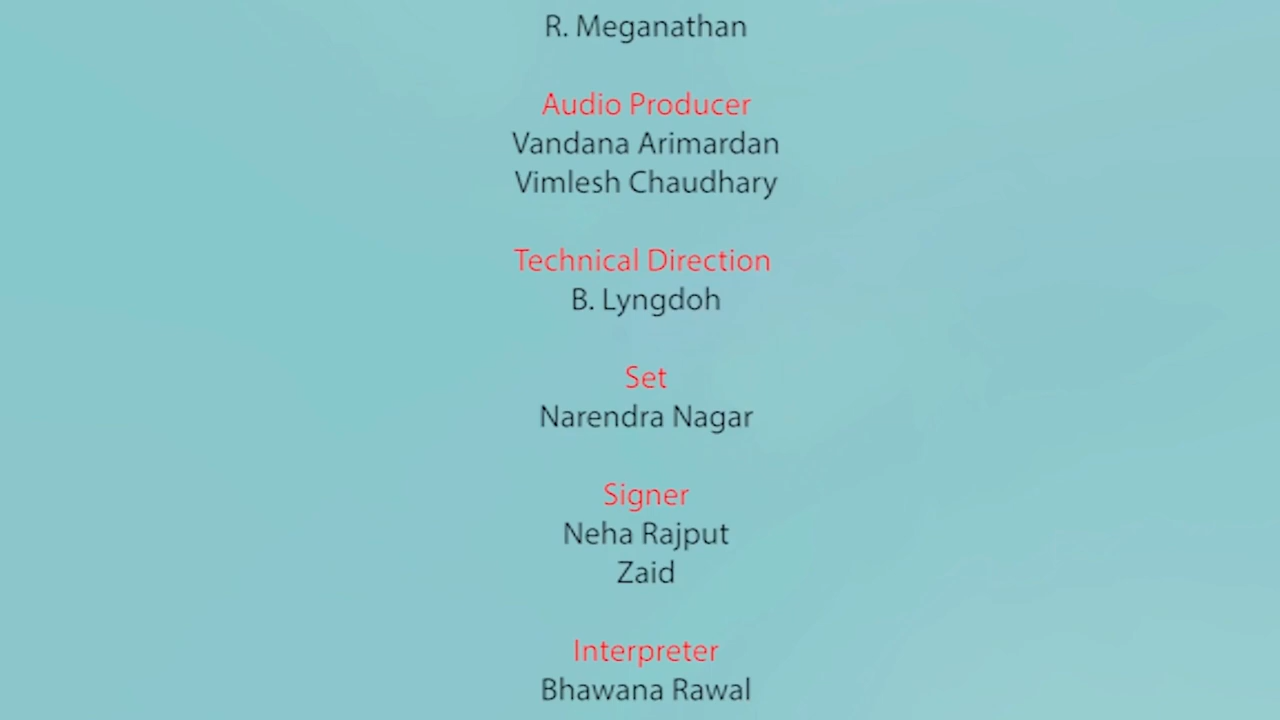 R. Meganathan
Audio Producer
Vandana Arimardan
Vimlesh Chaudhary
Technical Direction
B. Lyngdoh
Set
Narendra Nagar
Signer
Neha Rajput
Zaid
Interpreter
Bhawana Rawal